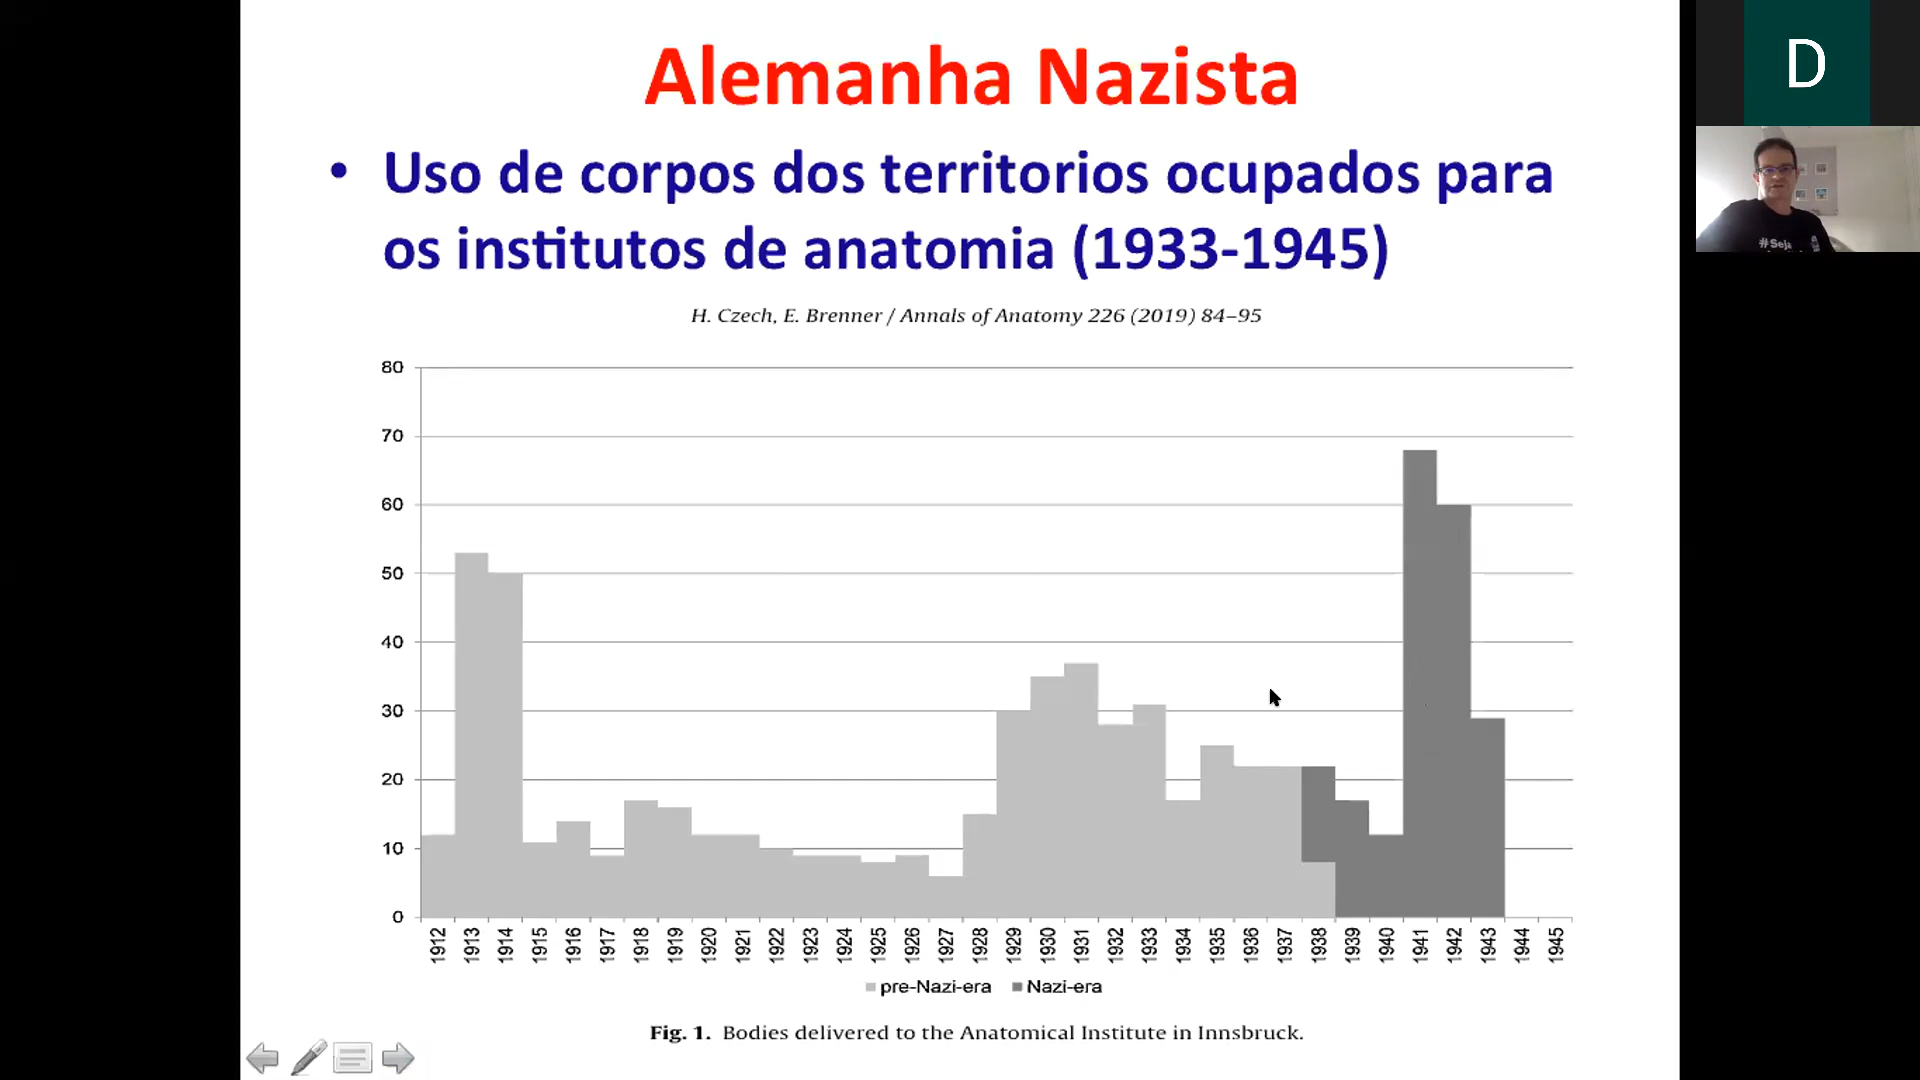 Alemanha Nazista
• Uso de corpos dos territorios ocupados para
os institutos de anatomia (1933-1945)
H. Czech, E. Brenner / Annals of Anatomy 226 (2019) 84–95
80
70
60
50
40
30
20
10
0
1912 1913 1914 1915 1916 1917 1918 1919 1920 1921 1922 1923 1924 1925 1926 1927 1928 1929 1930 1931 1932 1933 1934 1935 1936 1937 1938 1939 1940 1941 1942 1943 1944 1945
pre-Nazi-era Nazi-era
Fig. 1. Bodies delivered to the Anatomical Institute in Innsbruck.
D
#Seja